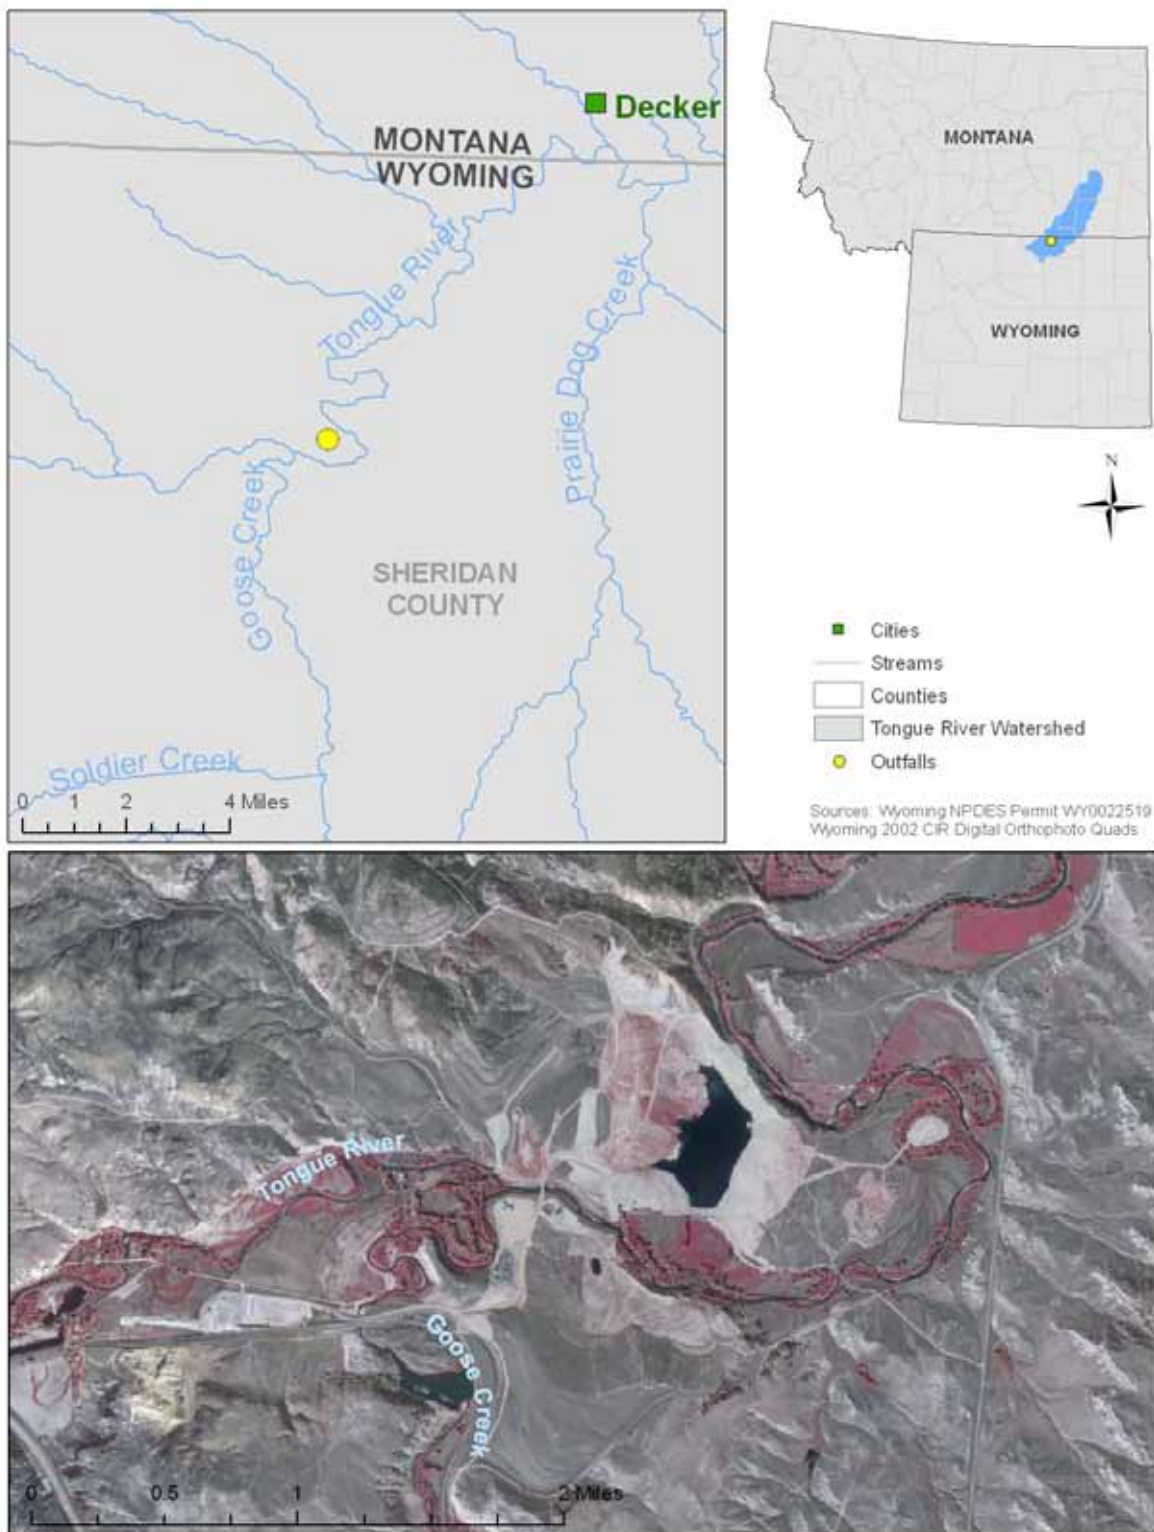 Decker
MONTANA
WYOMING
Tongue River
Prairie Dog Creek
Goose Creek
SHERIDAN
COUNTY
Soldier Creek
0 1 2 4 Miles
MONTANA
WYOMING
N
Cities
Streams
Counties
Tongue River Watershed
Outfalls
Sources: Wyoming NPDES Permit WY0022519
Wyoming 2002 CIR Digital Orthophoto Quads
Tongue River
Goose Creek
0 0.5 1 2 Miles